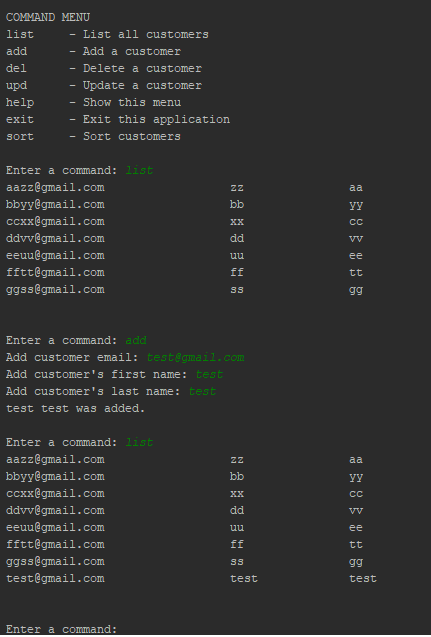 COMMAND MENU
list     - List all customers
add      - Add a customer
del      - Delete a customer
upd      - Update a customer
help     - Show this menu
exit     - Exit this application
sort     - Sort customers
Enter a command: list
aazz@gmail.com                  zz               aa
bbyy@gmail.com                  bb               yy
ccxx@gmail.com                  xx               cc
ddvv@gmail.com                  dd               vv
eeuu@gmail.com                  uu               ee
fftt@gmail.com                  ff               tt
ggss@gmail.com                  ss               gg
Enter a command: add
Add customer email: test@gmail.com
Add customer's first name: test
Add customer's last name: test
test test was added.
Enter a command: list
aazz@gmail.com                  zz               aa
bbyy@gmail.com                  bb               yy
ccxx@gmail.com                  xx               cc
ddvv@gmail.com                  dd               vv
eeuu@gmail.com                  uu               ee
fftt@gmail.com                  ff               tt
ggss@gmail.com                  ss               gg
test@gmail.com                  test             test
Enter a command: